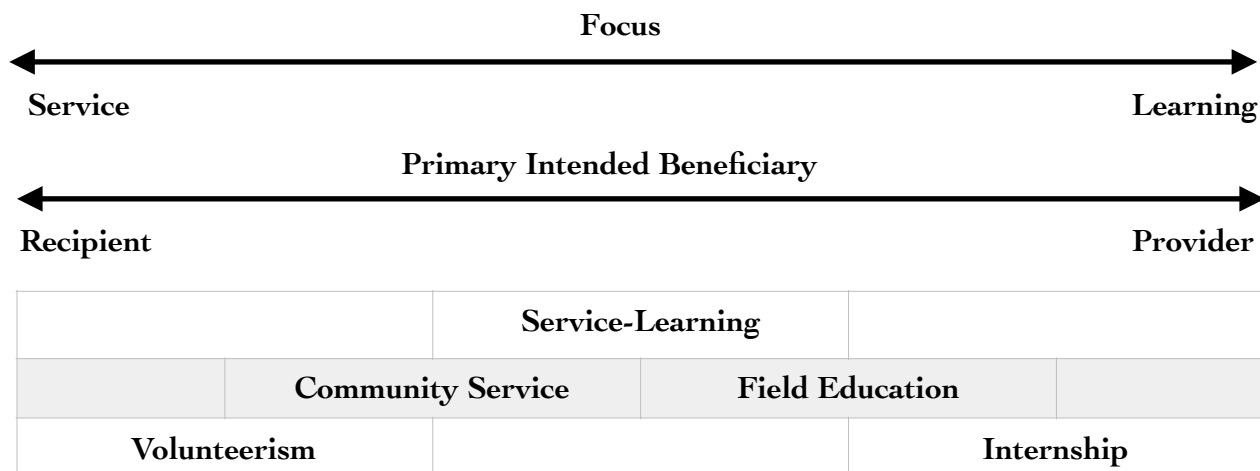 Focus
Service Learning
Primary Intended Beneficiary
Recipient Provider
Service-Learning
Community Service Field Education
Volunteerism Internship